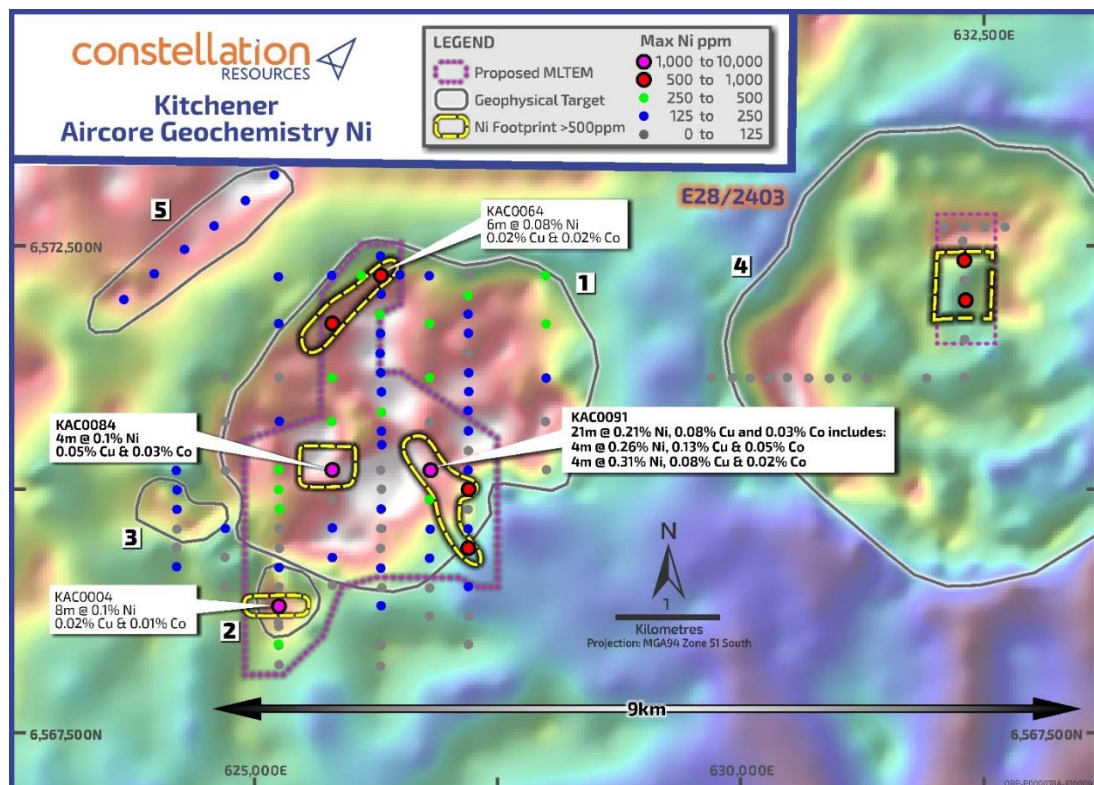 constellation
RESOURCES
Kitchener
Aircore Geochemistry Ni
LEGEND
Proposed MLTEM
Geophysical Target
Ni Footprint >500ppm
Max Ni ppm
1,000 to 10,000
500 to 1,000
250 to 500
125 to 250
0 to 125
632,500E
E28/2403
5
KAC0064
6m @ 0.08% Ni
0.02% Cu & 0.02% Co
6,572,500N
6,572,500N
1
4
KAC0084
4m @ 0.1% Ni
0.05% Cu & 0.03% Co
KAC0091
21m @ 0.21% Ni, 0.08% Cu and 0.03% Co includes:
4m @ 0.26% Ni, 0.13% Cu & 0.05% Co
4m @ 0.31% Ni, 0.08% Cu & 0.02% Co
3
N
KAC0004
8m @ 0.1% Ni
0.02% Cu & 0.01% Co
2
1
Kilometres
Projection: MGA94 Zone 51 South
9km
6,567,500N
6,567,500N
625,000E
630,000E